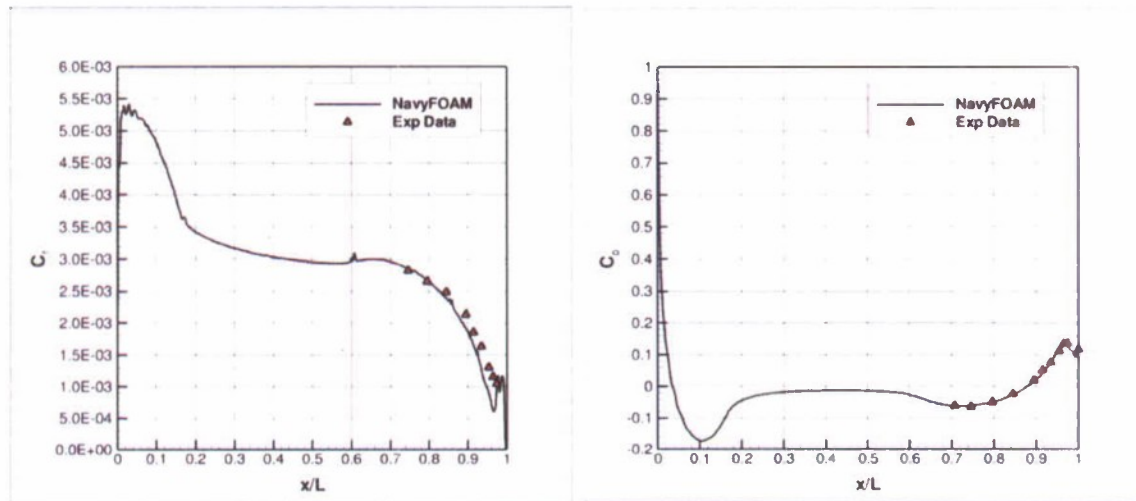 6.0E-03
5.5E-03
5.0E-03
4.5E-03
4.0E-03
3.5E-03
3.0E-03
2.5E-03
2.0E-03
1.5E-03
1.0E-03
5.0E-04
0.0E+00
0 0.1 0.2 0.3 0.4 0.5 0.6 0.7 0.8 0.9 1
x/L
NavyFOAM
Exp Data
1
0.9
0.8
0.7
0.6
0.5
0.4
0.3
0.2
0.1
0
-0.1
-0.2
0 0.1 0.2 0.3 0.4 0.5 0.6 0.7 0.8 0.9 1
x/L
NavyFOAM
Exp Data